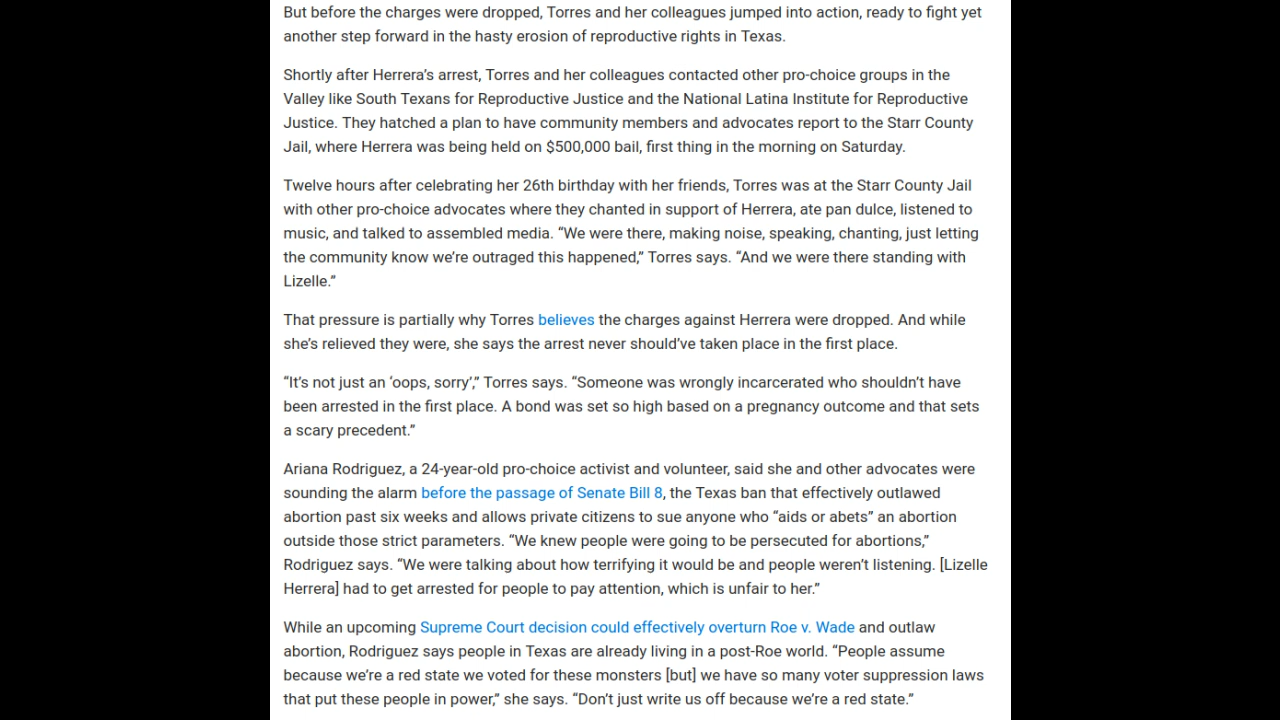 But before the charges were dropped, Torres and her colleagues jumped into action, ready to fight yet
another step forward in the hasty erosion of reproductive rights in Texas.
Shortly after Herrera’s arrest, Torres and her colleagues contacted other pro-choice groups in the
Valley like South Texans for Reproductive Justice and the National Latina Institute for Reproductive
Justice. They hatched a plan to have community members and advocates report to the Starr County
Jail, where Herrera was being held on $500,000 bail, first thing in the morning on Saturday.
Twelve hours after celebrating her 26th birthday with her friends, Torres was at the Starr County Jail
with other pro-choice advocates where they chanted in support of Herrera, ate pan dulce, listened to
music, and talked to assembled media. “We were there, making noise, speaking, chanting, just letting
the community know we’re outraged this happened,” Torres says. “And we were there standing with
Lizelle.”
That pressure is partially why Torres believes the charges against Herrera were dropped. And while
she’s relieved they were, she says the arrest never should’ve taken place in the first place.
“It’s not just an ‘oops, sorry’,” Torres says. “Someone was wrongly incarcerated who shouldn’t have
been arrested in the first place. A bond was set so high based on a pregnancy outcome and that sets
a scary precedent.”
Ariana Rodriguez, a 24-year-old pro-choice activist and volunteer, said she and other advocates were
sounding the alarm before the passage of Senate Bill 8, the Texas ban that effectively outlawed
abortion past six weeks and allows private citizens to sue anyone who “aids or abets” an abortion
outside those strict parameters. “We knew people were going to be persecuted for abortions,”
Rodriguez says. “We were talking about how terrifying it would be and people weren’t listening. [Lizelle
Herrera] had to get arrested for people to pay attention, which is unfair to her.”
While an upcoming Supreme Court decision could effectively overturn Roe v. Wade and outlaw
abortion, Rodriguez says people in Texas are already living in a post-Roe world. “People assume
because we’re a red state we voted for these monsters [but] we have so many voter suppression laws
that put these people in power,” she says. “Don’t just write us off because we’re a red state.”